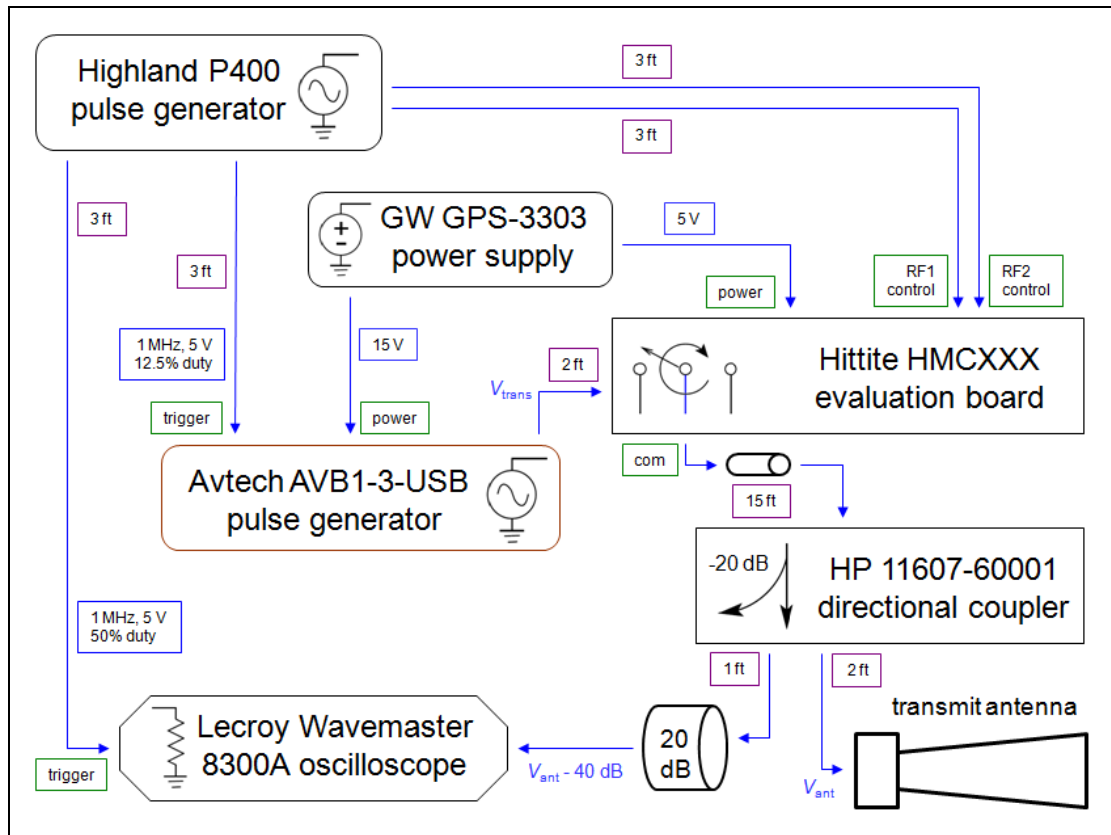 Highland P400
pulse generator
3 ft
3 ft
3 ft
3 ft
GW GPS-3303
power supply
5 V
RF1
control
RF2
control
power
1 MHz, 5 V
12.5% duty
15 V
2 ft
V trans
Hittite HMCXXX
evaluation board
trigger
power
com
Avtech AVB1-3-USB
pulse generator
15 ft
-20 dB
HP 11607-60001
directional coupler
1 MHz, 5 V
50% duty
1 ft
2 ft
transmit antenna
Lecroy Wavemaster
8300A oscilloscope
20
dB
trigger
V ant - 40 dB
V ant